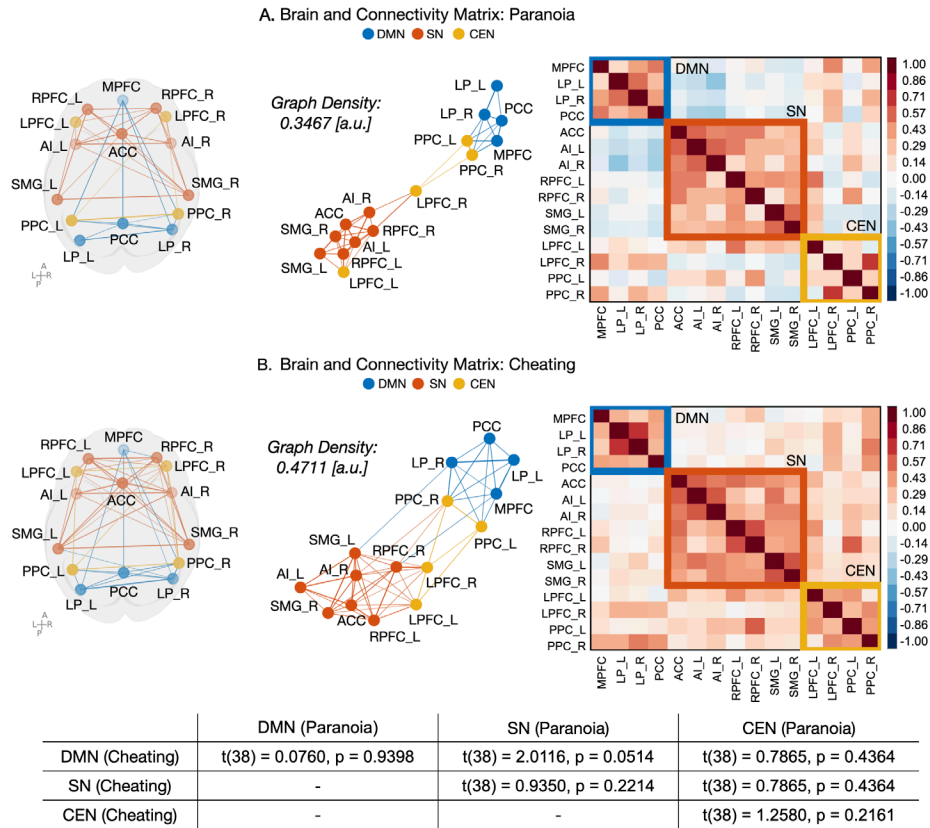 A. Brain and Connectivity Matrix: Paranoia
DMN SN CEN
MPFC
RPFC_L
RPFC_R
LPFC_L
LPFC_R
AI_L
AI_R
ACC
SMG_L
SMG_R
PPC_L
PPC_R
PCC
LP_L
LP_R
A
L R
P
Graph Density:
0.3467 [a.u.]
LP_L
PCC
LP_R
PPC_L
MPFC
PPC_R
LPFC_R
AI_R
ACC
SMG_R
RPFC_R
AI_L
SMG_L
RPFC_L
LPFC_L
MPFC
LP_L
LP_R
PCC
ACC
AI_L
AI_R
RPFC_L
RPFC_R
SMG_L
SMG_R
LPFC_L
LPFC_R
PPC_L
PPC_R
DMN
SN
CEN
MPFC
LP_L
LP_R
PCC
ACC
AI_L
AI_R
RPFC_L
RPFC_R
SMG_L
SMG_R
LPFC_L
LPFC_R
PPC_L
PPC_R
1.00
0.86
0.71
0.57
0.43
0.29
0.14
0.00
-0.14
-0.29
-0.43
-0.57
-0.71
-0.86
-1.00
B. Brain and Connectivity Matrix: Cheating
DMN SN CEN
MPFC
RPFC_L
RPFC_R
LPFC_L
LPFC_R
AI_L
AI_R
ACC
SMG_L
SMG_R
PPC_L
PPC_R
PCC
LP_L
LP_R
A
L R
P
Graph Density:
0.4711 [a.u.]
PCC
LP_R
LP_L
PPC_R
MPFC
PPC_L
SMG_L
RPFC_R
AI_L
AI_R
LPFC_R
SMG_R
ACC
LPFC_L
RPFC_L
MPFC
LP_L
LP_R
PCC
ACC
AI_L
AI_R
RPFC_L
RPFC_R
SMG_L
SMG_R
LPFC_L
LPFC_R
PPC_L
PPC_R
DMN
SN
CEN
MPFC
LP_L
LP_R
PCC
ACC
AI_L
AI_R
RPFC_L
RPFC_R
SMG_L
SMG_R
LPFC_L
LPFC_R
PPC_L
PPC_R
1.00
0.86
0.71
0.57
0.43
0.29
0.14
0.00
-0.14
-0.29
-0.43
-0.57
-0.71
-0.86
-1.00
DMN (Paranoia) SN (Paranoia) CEN (Paranoia)
DMN (Cheating) t(38) = 0.0760, p = 0.9398 t(38) = 2.0116, p = 0.0514 t(38) = 0.7865, p = 0.4364
SN (Cheating) - t(38) = 0.9350, p = 0.2214 t(38) = 0.7865, p = 0.4364
CEN (Cheating) - - t(38) = 1.2580, p = 0.2161